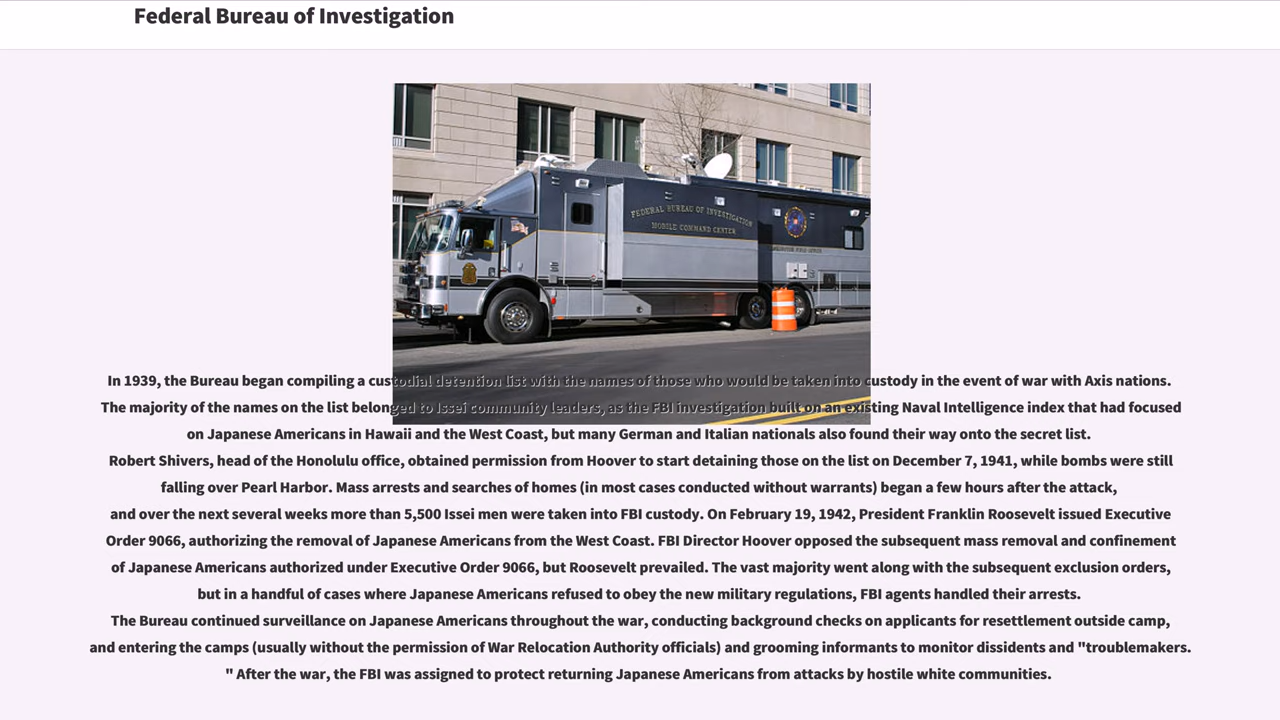 Federal Bureau of Investigation
FEDERAL BUREAU OF INVESTIGATION
MOBILE COMMAND CENTER
In 1939, the Bureau began compiling a custodial detention list with the names of those who would be taken into custody in the event of war with Axis nations.
The majority of the names on the list belonged to Issei community leaders, as the FBI investigation built on an existing Naval Intelligence index that had focused
on Japanese Americans in Hawaii and the West Coast, but many German and Italian nationals also found their way onto the secret list.
Robert Shivers, head of the Honolulu office, obtained permission from Hoover to start detaining those on the list on December 7, 1941, while bombs were still
falling over Pearl Harbor. Mass arrests and searches of homes (in most cases conducted without warrants) began a few hours after the attack,
and over the next several weeks more than 5,500 Issei men were taken into FBI custody. On February 19, 1942, President Franklin Roosevelt issued Executive
Order 9066, authorizing the removal of Japanese Americans from the West Coast. FBI Director Hoover opposed the subsequent mass removal and confinement
of Japanese Americans authorized under Executive Order 9066, but Roosevelt prevailed. The vast majority went along with the subsequent exclusion orders,
but in a handful of cases where Japanese Americans refused to obey the new military regulations, FBI agents handled their arrests.
The Bureau continued surveillance on Japanese Americans throughout the war, conducting background checks on applicants for resettlement outside camp,
and entering the camps (usually without the permission of War Relocation Authority officials) and grooming informants to monitor dissidents and "troublemakers.
" After the war, the FBI was assigned to protect returning Japanese Americans from attacks by hostile white communities.